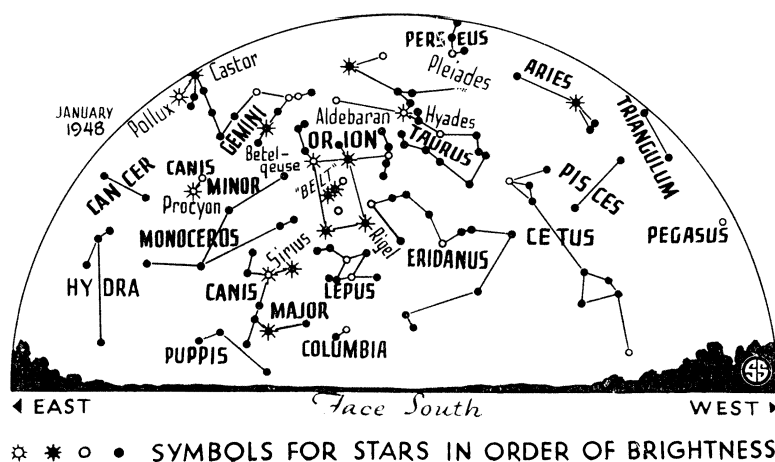 PERSEUS
Castor
Pleiades
ARIES
Pollux
JANUARY
1948
GEMINI
Aldebaran
Hyades
TRIANGULUM
ORION
TAURUS
Betel-
geuse
CANCER
CANIS
MINOR
Procyon
"BELT"
PISCES
MONOCEROS
Sirius
Rigel
ERIDANUS
CETUS
PEGASUS
HYDRA
CANIS
MAJOR
LEPUS
PUPPIS
COLUMBIA
SS
EAST
Face South
WEST
SYMBOLS FOR STARS IN ORDER OF BRIGHTNESS